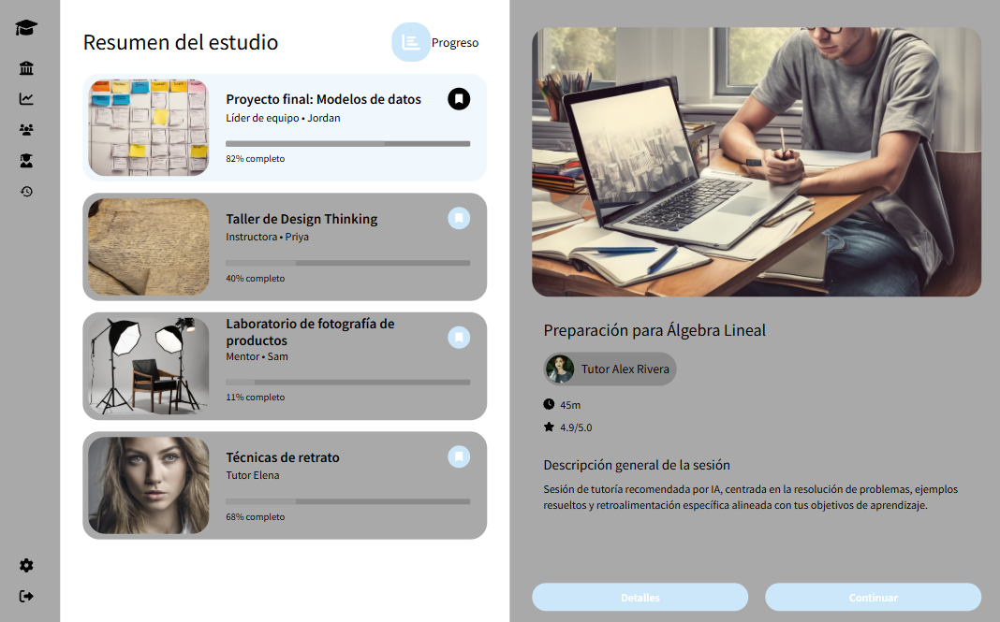 Resumen del estudio
Progreso
Proyecto final: Modelos de datos
Líder de equipo • Jordan
82% completo
Taller de Design Thinking
Instructora • Priya
40% completo
Laboratorio de fotografía de
productos
Mentor • Sam
11% completo
Técnicas de retrato
Tutor Elena
68% completo
Preparación para Álgebra Lineal
Tutor Alex Rivera
45m
4.9/5.0
Descripción general de la sesión
Sesión de tutoría recomendada por IA, centrada en la resolución de problemas, ejemplos
resueltos y retroalimentación específica alineada con tus objetivos de aprendizaje.
Detalles
Continuar